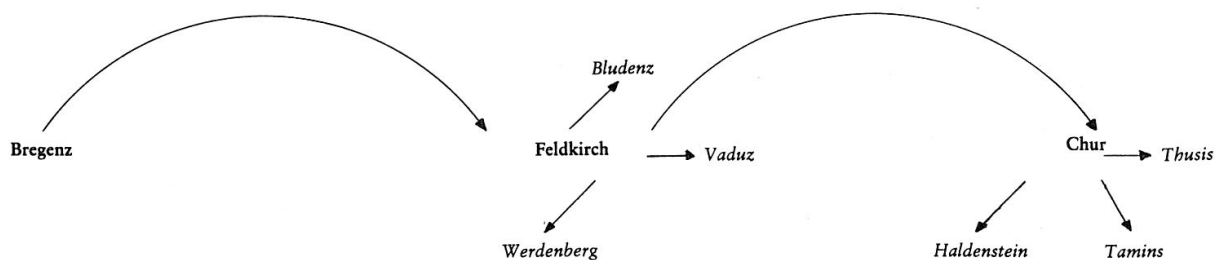 Bludenz
Bregenz
Feldkirch
Vaduz
Chur
Thusis
Werdenberg
Haldenstein
Tamins